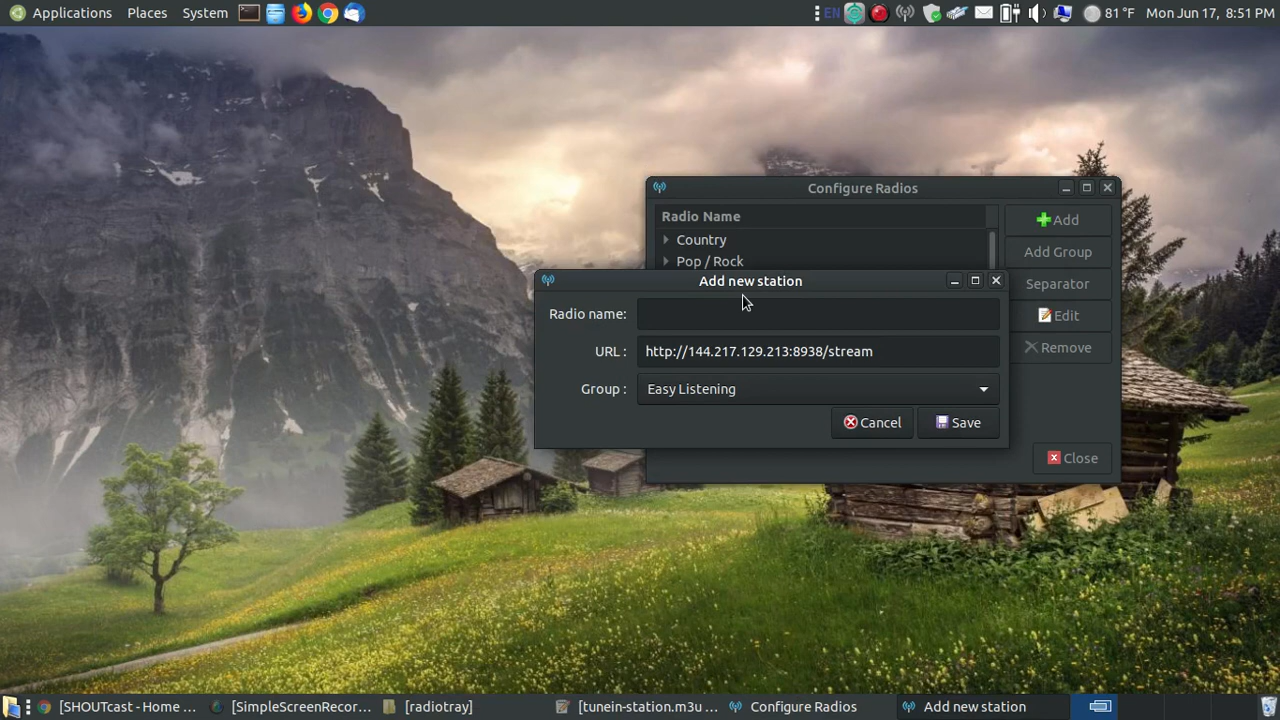 Applications Places System EN 81 °F Mon Jun 17, 8:51 PM
Configure Radios
Radio Name
Add
Country
Add Group
Pop / Rock
Add new station
Separator
Radio name:
Edit
URL : http://144.217.129.213:8938/stream
Remove
Group : Easy Listening
Cancel Save
Close
[SHOUTcast - Home ... [SimpleScreenRecor... [radiotray] [tunein-station.m3u ... Configure Radios Add new station